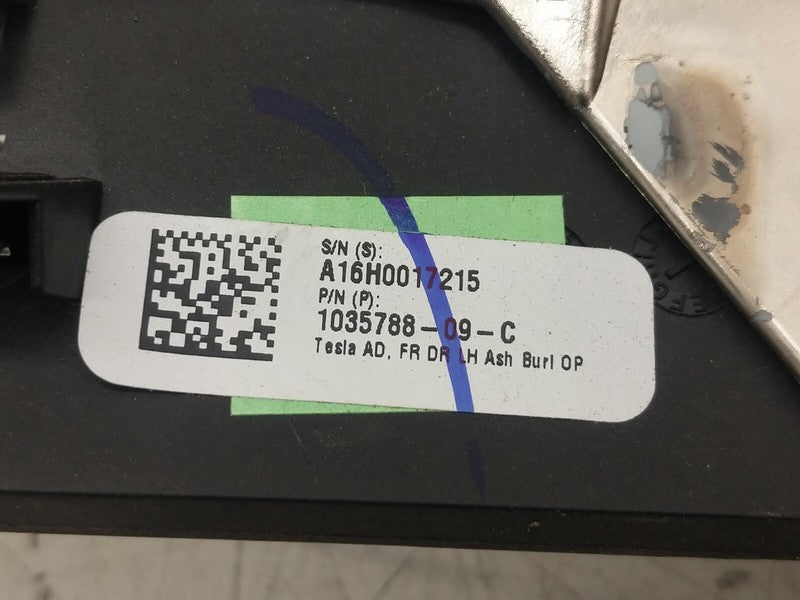 S/N (S):
A16H0017215
P/N (P):
1035788-09-C
Tesla AD, FR DR LH Ash Burl OP